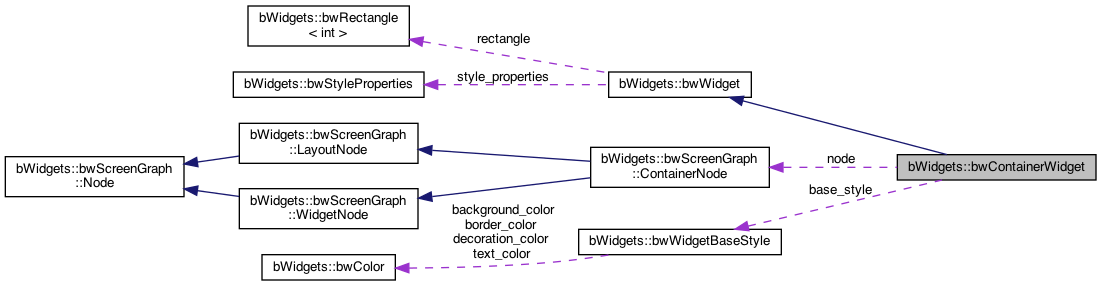 bWidgets::bwRectangle
< int >
rectangle
bWidgets::bwStyleProperties
style_properties
bWidgets::bwWidget
bWidgets::bwScreenGraph
::LayoutNode
bWidgets::bwScreenGraph
::Node
bWidgets::bwScreenGraph
::ContainerNode
node
bWidgets::bwContainerWidget
bWidgets::bwScreenGraph
::WidgetNode
base_style
background_color
border_color
decoration_color
text_color
bWidgets::bwWidgetBaseStyle
bWidgets::bwColor